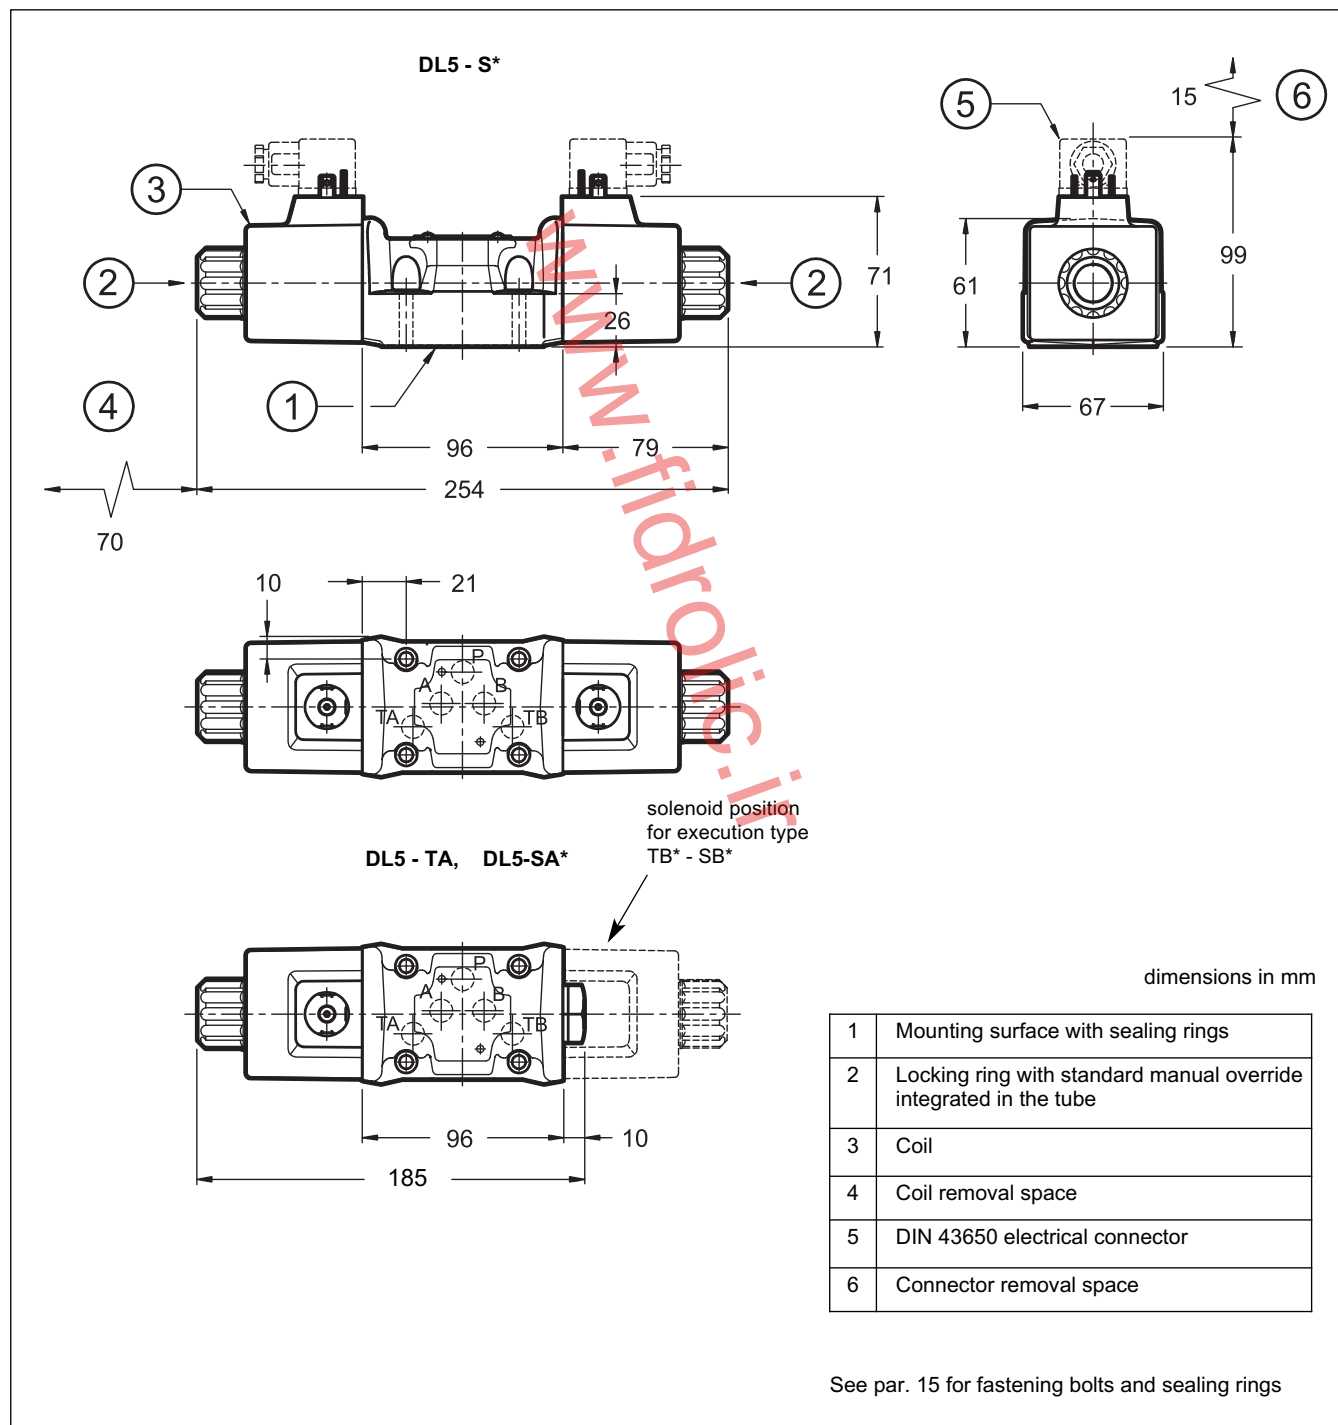 DL5 - S*
5
15
6
3
2
2
71
61
99
26
67
4
1
96
79
254
70
10
21
P
A
B
TA
TB
www.fidrolic.ir
solenoid position
for execution type
TB* - SB*
DL5 - TA, DL5-SA*
P
A
B
TA
TB
96
10
185
dimensions in mm
1 Mounting surface with sealing rings
2 Locking ring with standard manual override
integrated in the tube
3 Coil
4 Coil removal space
5 DIN 43650 electrical connector
6 Connector removal space
See par. 15 for fastening bolts and sealing rings